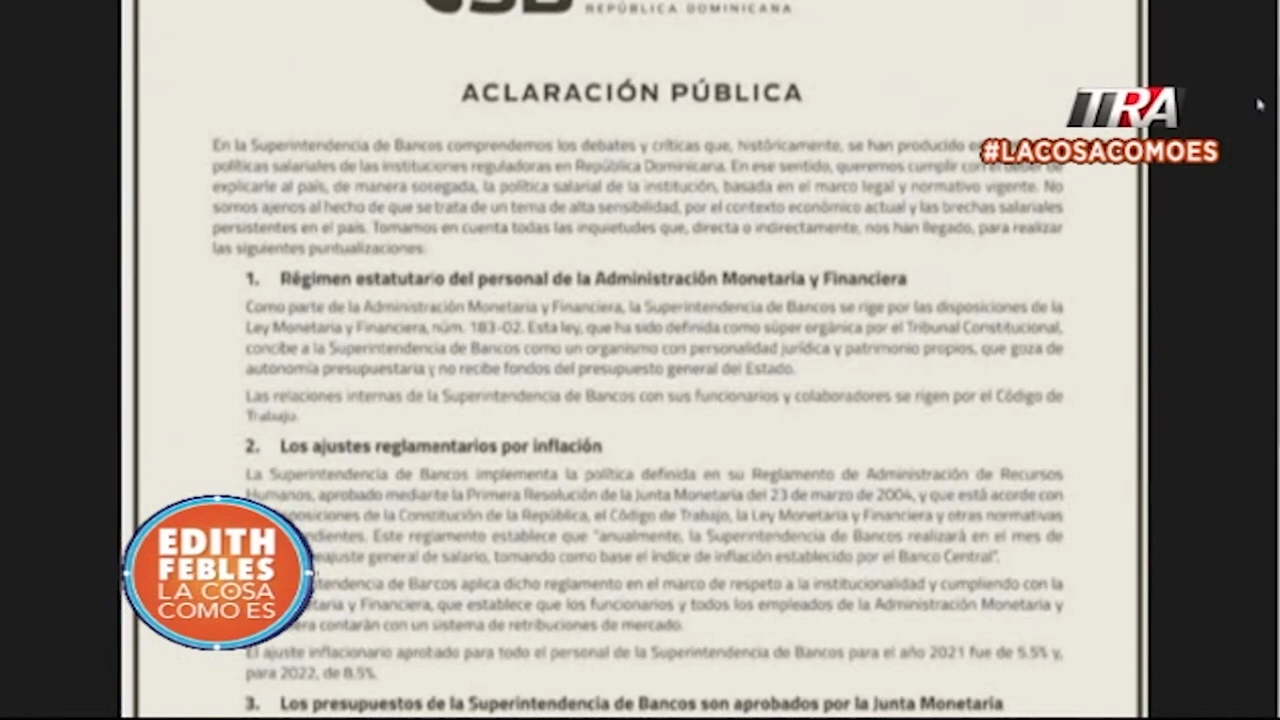 REPÚBLICA DOMINICANA
ACLARACIÓN PÚBLICA
TRA
#LACOSACOMOES
En la Superintendencia de Bancos comprendemos los debates y críticas que, históricamente, se han producido
políticas salariales de las instituciones reguladoras en República Dominicana. En ese sentido, queremos cumplir con el deber de
explicarle al país, de manera sosegada, la política salarial de la institución, basada en el marco legal y normativo vigente. No
somos ajenos al hecho de que se trata de un tema de alta sensibilidad, por el contexto económico actual y las brechas salariales
persistentes en el país. Tomamos en cuenta todas las inquietudes que, directa o indirectamente, nos han llegado, para realizar
las siguientes puntualizaciones:
1. Régimen estatutario del personal de la Administración Monetaria y Financiera
Como parte de la Administración Monetaria y Financiera, la Superintendencia de Bancos se rige por las disposiciones de la
Ley Monetaria y Financiera, núm. 183-02. Esta ley, que ha sido definida como súper orgánica por el Tribunal Constitucional,
concibe a la Superintendencia de Bancos como un organismo con personalidad jurídica y patrimonio propios, que goza de
autonomía presupuestaria y no recibe fondos del presupuesto general del Estado.
Las relaciones internas de la Superintendencia de Bancos con sus funcionarios y colaboradores se rigen por el Código de
Trabajo.
2. Los ajustes reglamentarios por inflación
La Superintendencia de Bancos implementa la política definida en su Reglamento de Administración de Recursos
Humanos, aprobado mediante la Primera Resolución de la Junta Monetaria del 23 de marzo de 2004, y que está acorde con
posiciones de la Constitución de la República, el Código de Trabajo, la Ley Monetaria y Financiera y otras normativas
ndientes. Este reglamento establece que "anualmente, la Superintendencia de Bancos realizará en el mes de
eajuste general de salario, tomando como base el índice de inflación establecido por el Banco Central".
ntendencia de Bancos aplica dicho reglamento en el marco de respeto a la institucionalidad y cumpliendo con la
taria y Financiera, que establece que los funcionarios y todos los empleados de la Administración Monetaria y
era contarán con un sistema de retribuciones de mercado.
El ajuste inflacionario aprobado para todo el personal de la Superintendencia de Bancos para el año 2021 fue de 5.5% y,
para 2022, de 8.5%.
3. Los presupuestos de la Superintendencia de Bancos son aprobados por la Junta Monetaria
EDITH
FEBLES
LA COSA
COMO ES